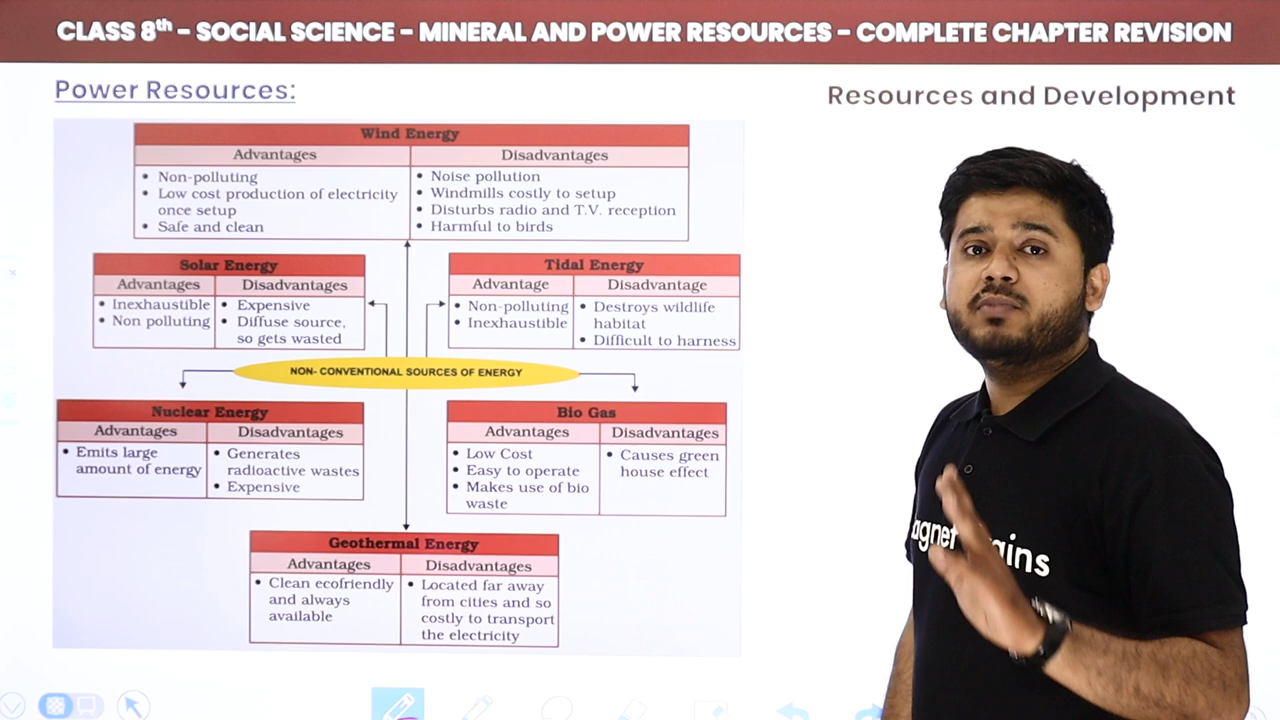 CLASS 8th – SOCIAL SCIENCE – MINERAL AND POWER RESOURCES – COMPLETE CHAPTER REVISION
Power Resources:
Resources and Development
Wind Energy
Advantages
Disadvantages
• Non-polluting
• Low cost production of electricity
once setup
• Safe and clean
• Noise pollution
• Windmills costly to setup
• Disturbs radio and T.V. reception
• Harmful to birds
Solar Energy
Advantages
Disadvantages
• Inexhaustible
• Non polluting
• Expensive
• Diffuse source,
so gets wasted
Tidal Energy
Advantage
Disadvantage
• Non-polluting
• Inexhaustible
• Destroys wildlife
habitat
• Difficult to harness
NON- CONVENTIONAL SOURCES OF ENERGY
Nuclear Energy
Advantages
Disadvantages
• Emits large
amount of energy
• Generates
radioactive wastes
• Expensive
Bio Gas
Advantages
Disadvantages
• Low Cost
• Easy to operate
• Makes use of bio
waste
• Causes green
house effect
Geothermal Energy
Advantages
Disadvantages
• Clean ecofriendly
and always
available
• Located far away
from cities and so
costly to transport
the electricity